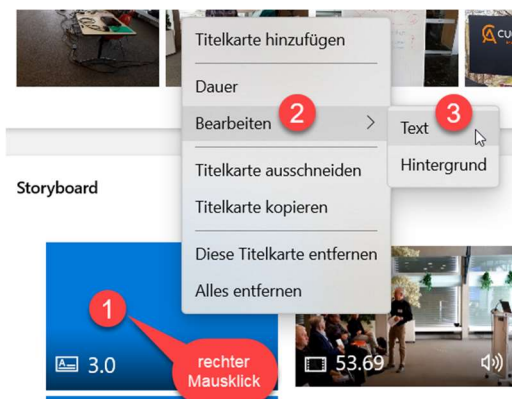 Titelkarte hinzufügen
Dauer
Bearbeiten
2
Text
3
Hintergrund
Titelkarte ausschneiden
Titelkarte kopieren
Diese Titelkarte entfernen
Alles entfernen
Storyboard
1
3.0
rechter
Mausklick
53.69